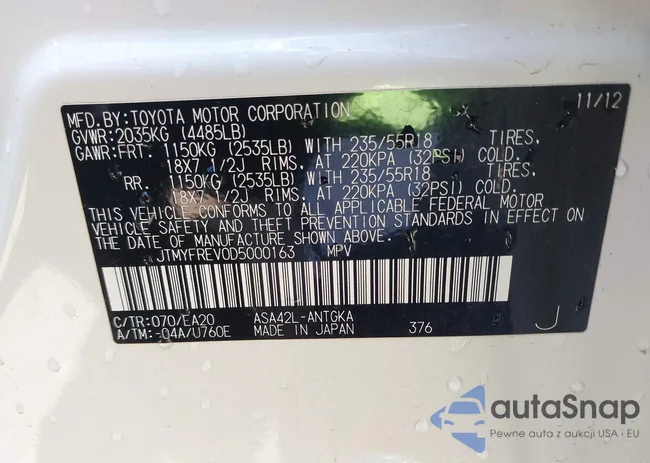 MFD.BY:TOYOTA MOTOR CORPORATION 11/12
GVWR:2035KG (4485LB)
GAWR:FRT. 1150KG (2535LB) WITH 235/55R18 TIRES.
18X7 1/2J RIMS. AT 220KPA (32PSI) COLD.
RR. 1150KG (2535LB) WITH 235/55R18 TIRES.
18X7 1/2J RIMS. AT 220KPA (32PSI) COLD.
THIS VEHICLE CONFORMS TO ALL APPLICABLE FEDERAL MOTOR
VEHICLE SAFETY AND THEFT PREVENTION STANDARDS IN EFFECT ON
THE DATE OF MANUFACTURE SHOWN ABOVE.
JTMYFREV0D5000163 MPV
C/TR:070/EA20 ASA42L-ANTGKA
A/TM:-04A/U760E MADE IN JAPAN 376 J
autoSnap
Pewne auta z aukcji USA i EU